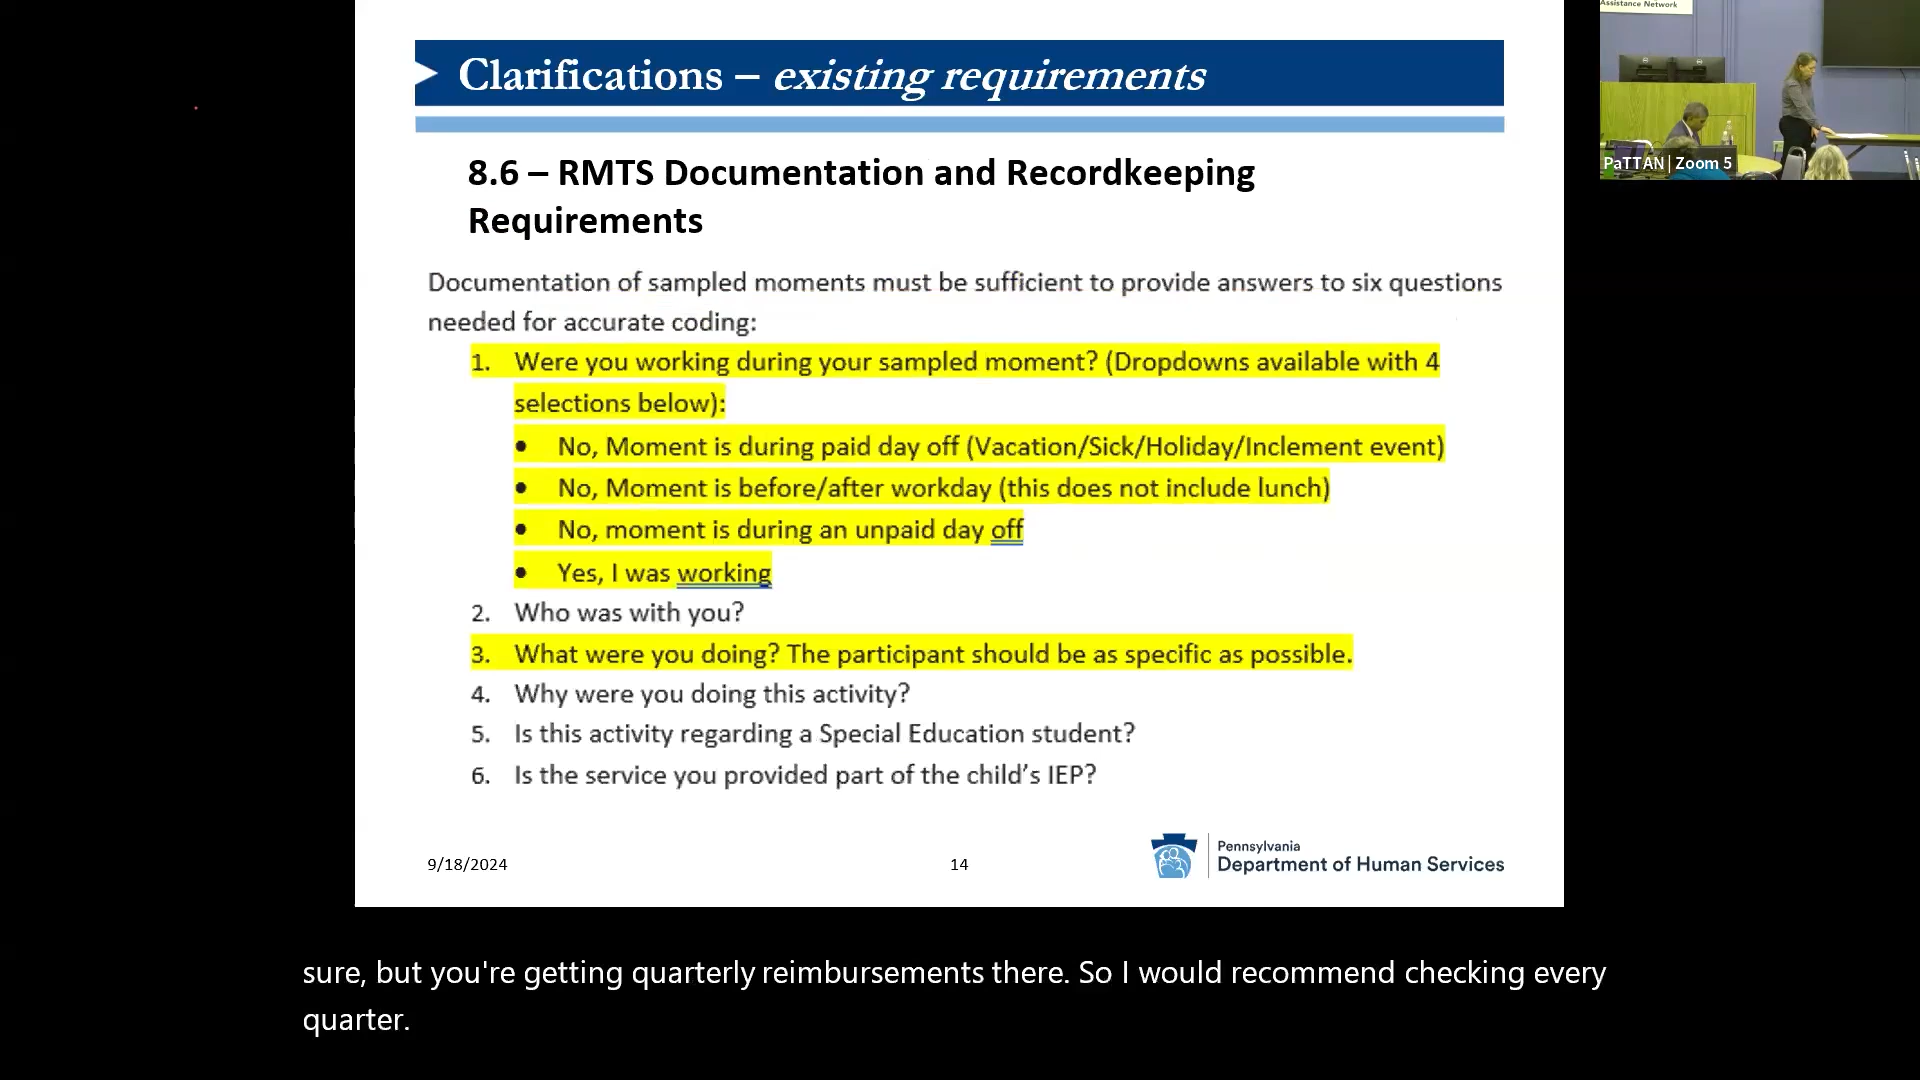 Clarifications – existing requirements
8.6 – RMTS Documentation and Recordkeeping
Requirements
Documentation of sampled moments must be sufficient to provide answers to six questions
needed for accurate coding:
1. Were you working during your sampled moment? (Dropdowns available with 4
selections below):
• No, Moment is during paid day off (Vacation/Sick/Holiday/Inclement event)
• No, Moment is before/after workday (this does not include lunch)
• No, moment is during an unpaid day off
• Yes, I was working
2. Who was with you?
3. What were you doing? The participant should be as specific as possible.
4. Why were you doing this activity?
5. Is this activity regarding a Special Education student?
6. Is the service you provided part of the child's IEP?
9/18/2024
14
Pennsylvania
Department of Human Services
Assistance Network
PaTTAN | Zoom 5
sure, but you're getting quarterly reimbursements there. So I would recommend checking every
quarter.